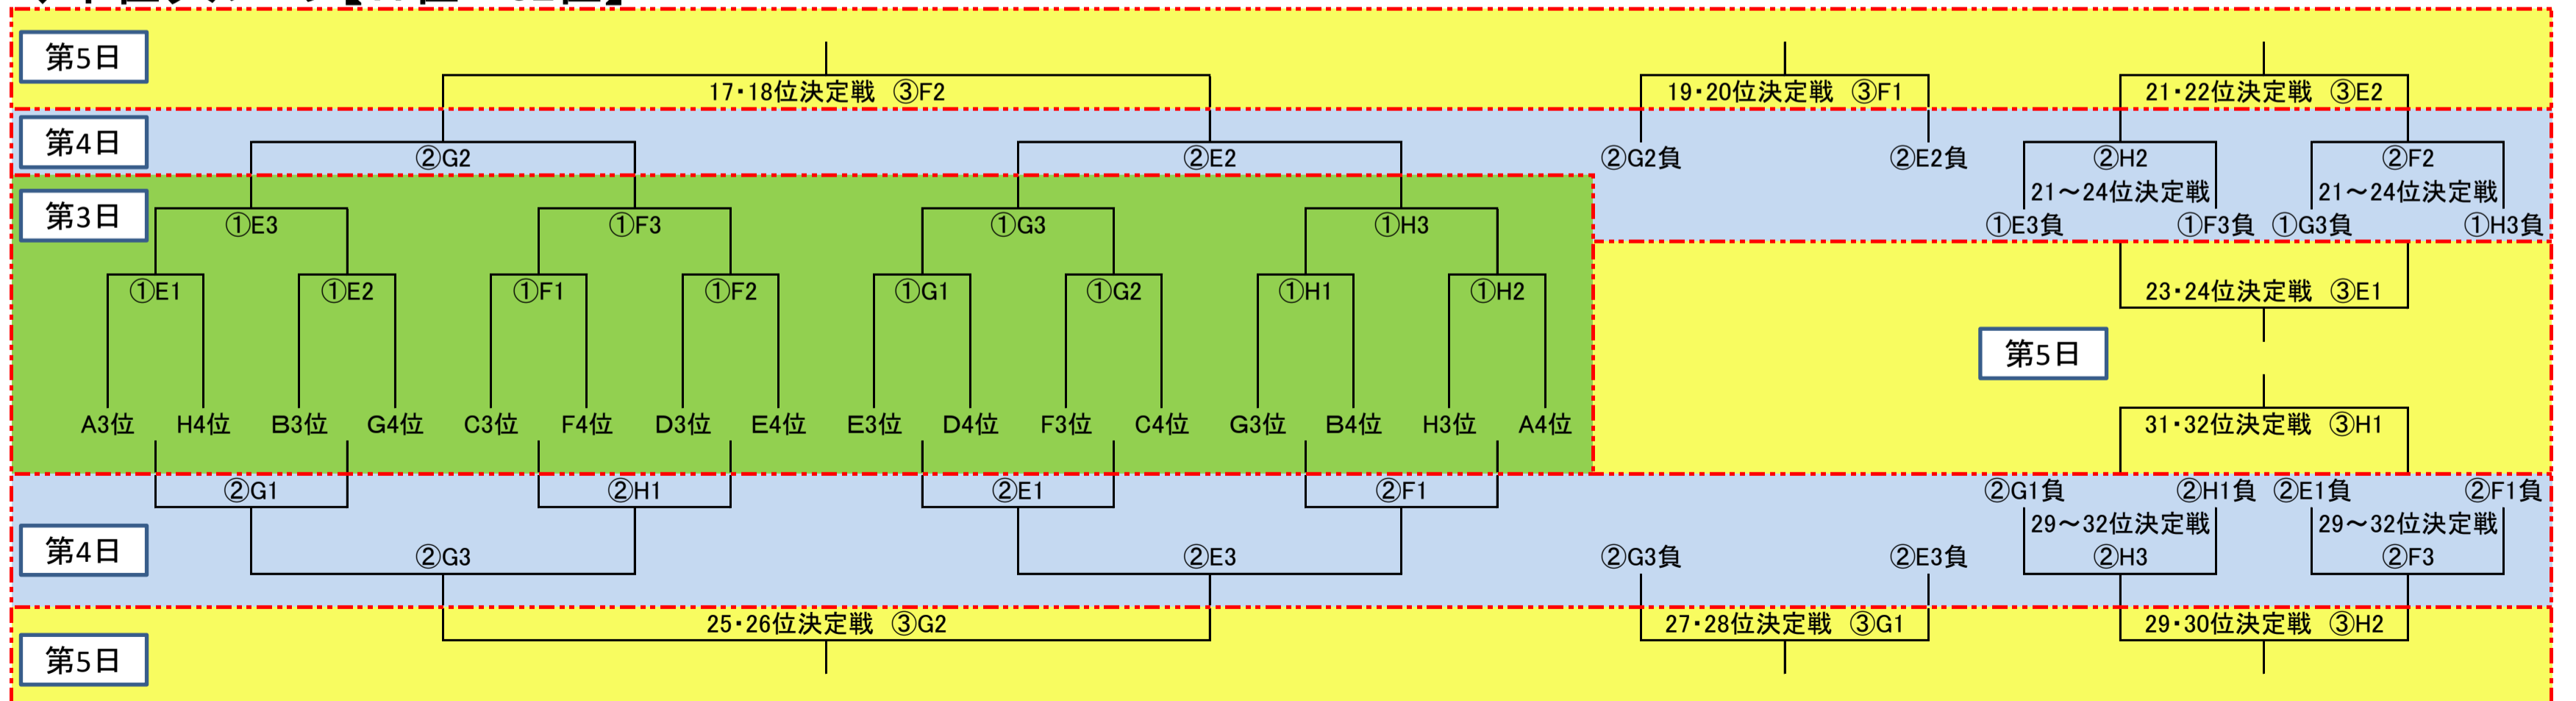 第5日
17・18位決定戦 ③F2
19・20位決定戦 ③F1
21・22位決定戦 ③E2
第4日
②G2
②E2
②G2負
②E2負
②H2
②F2
21～24位決定戦
21～24位決定戦
第3日
①E3
①F3
①G3
①H3
①E3負
①F3負
①G3負
①H3負
①E1
①E2
①F1
①F2
①G1
①G2
①H1
①H2
23・24位決定戦 ③E1
第5日
A3位
H4位
B3位
G4位
C3位
F4位
D3位
E4位
E3位
D4位
F3位
C4位
G3位
B4位
H3位
A4位
31・32位決定戦 ③H1
②G1
②H1
②E1
②F1
②G1負
②H1負
②E1負
②F1負
29～32位決定戦
29～32位決定戦
第4日
②G3
②E3
②G3負
②E3負
②H3
②F3
25・26位決定戦 ③G2
27・28位決定戦 ③G1
29・30位決定戦 ③H2
第5日